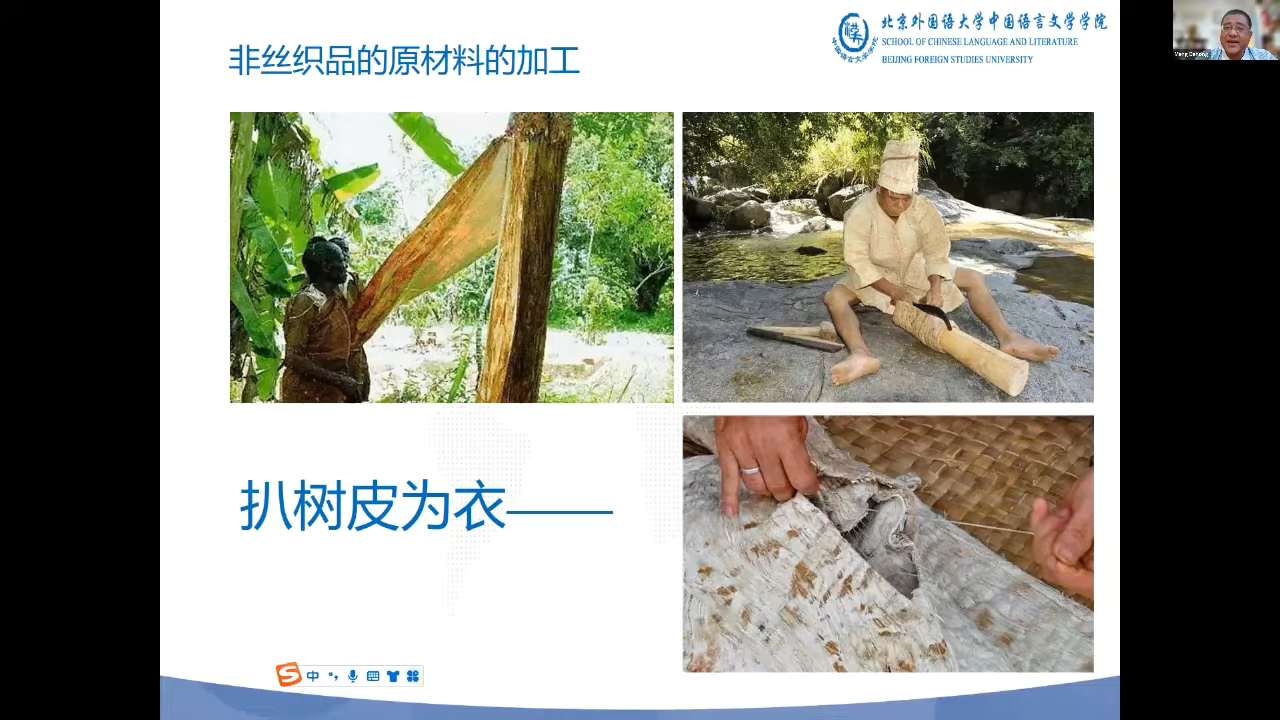 非丝织品的原材料的加工
北京外国语大学中国语言文学学院
SCHOOL OF CHINESE LANGUAGE AND LITERATURE
BEIJING FOREIGN STUDIES UNIVERSITY
扒树皮为衣——
中